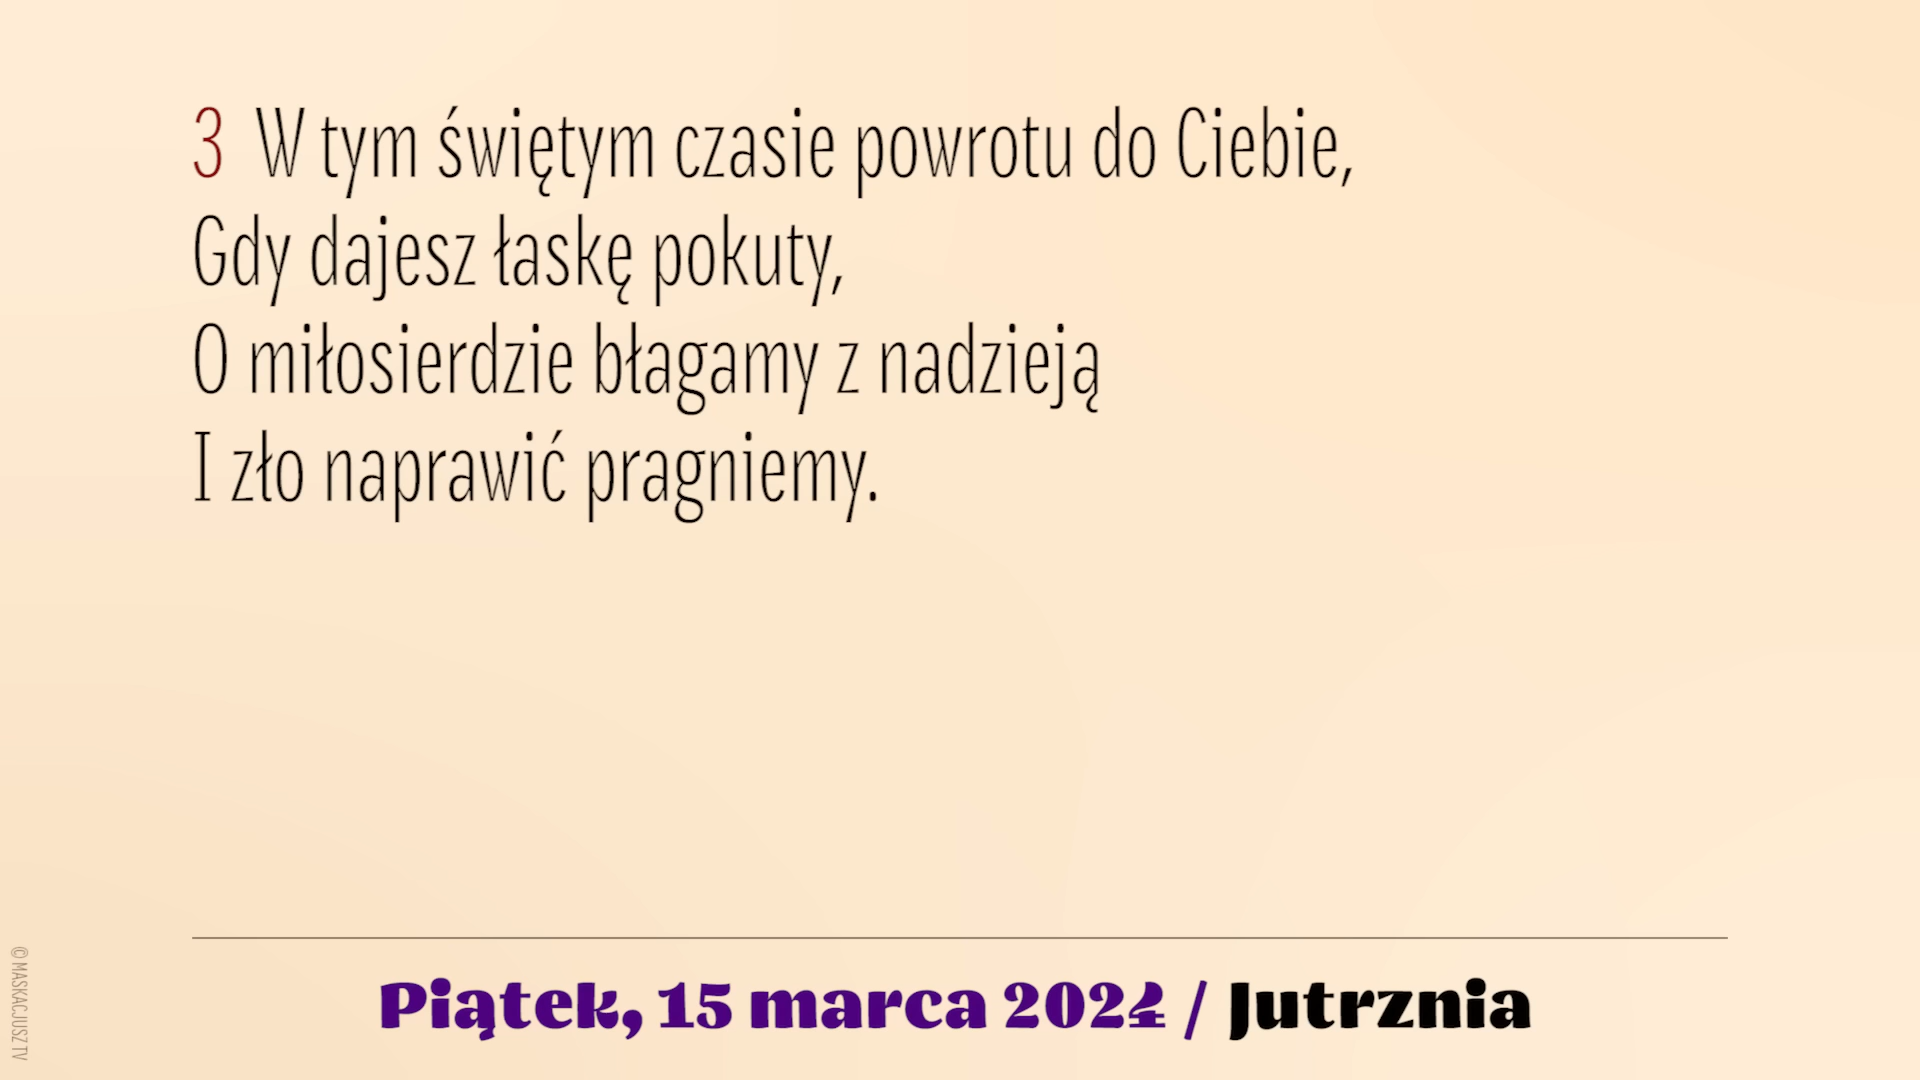 3 W tym świętym czasie powrotu do Ciebie,
Gdy dajesz łaskę pokuty,
O miłosierdzie błagamy z nadzieją
I zło naprawić pragniemy.
Piątek, 15 marca 2024 / Jutrznia
© MASKACJUSZ TV